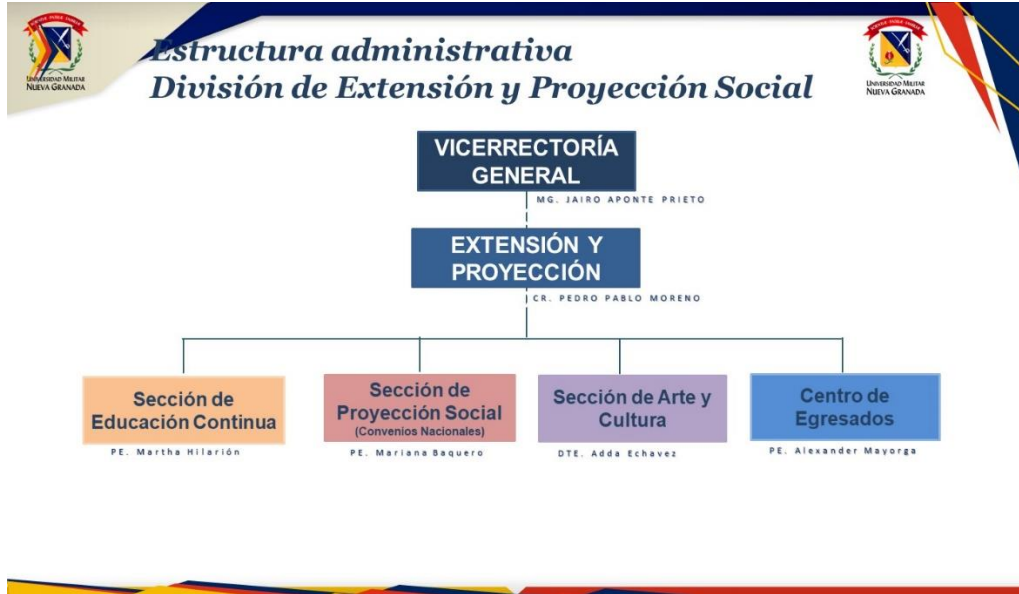 UNIVERSIDAD MILITAR
NUEVA GRANADA
Estructura administrativa
División de Extensión y Proyección Social
UNIVERSIDAD MILITAR
NUEVA GRANADA
VICERRECTORÍA
GENERAL
MG. JAIRO APONTE PRIETO
EXTENSIÓN Y
PROYECCIÓN
CR. PEDRO PABLO MORENO
Sección de
Educación Continua
PE. Martha Hilarión
Sección de
Proyección Social
(Convenios Nacionales)
PE. Mariana Baquero
Sección de Arte y
Cultura
DTE. Adda Echavez
Centro de
Egresados
PE. Alexander Mayorga